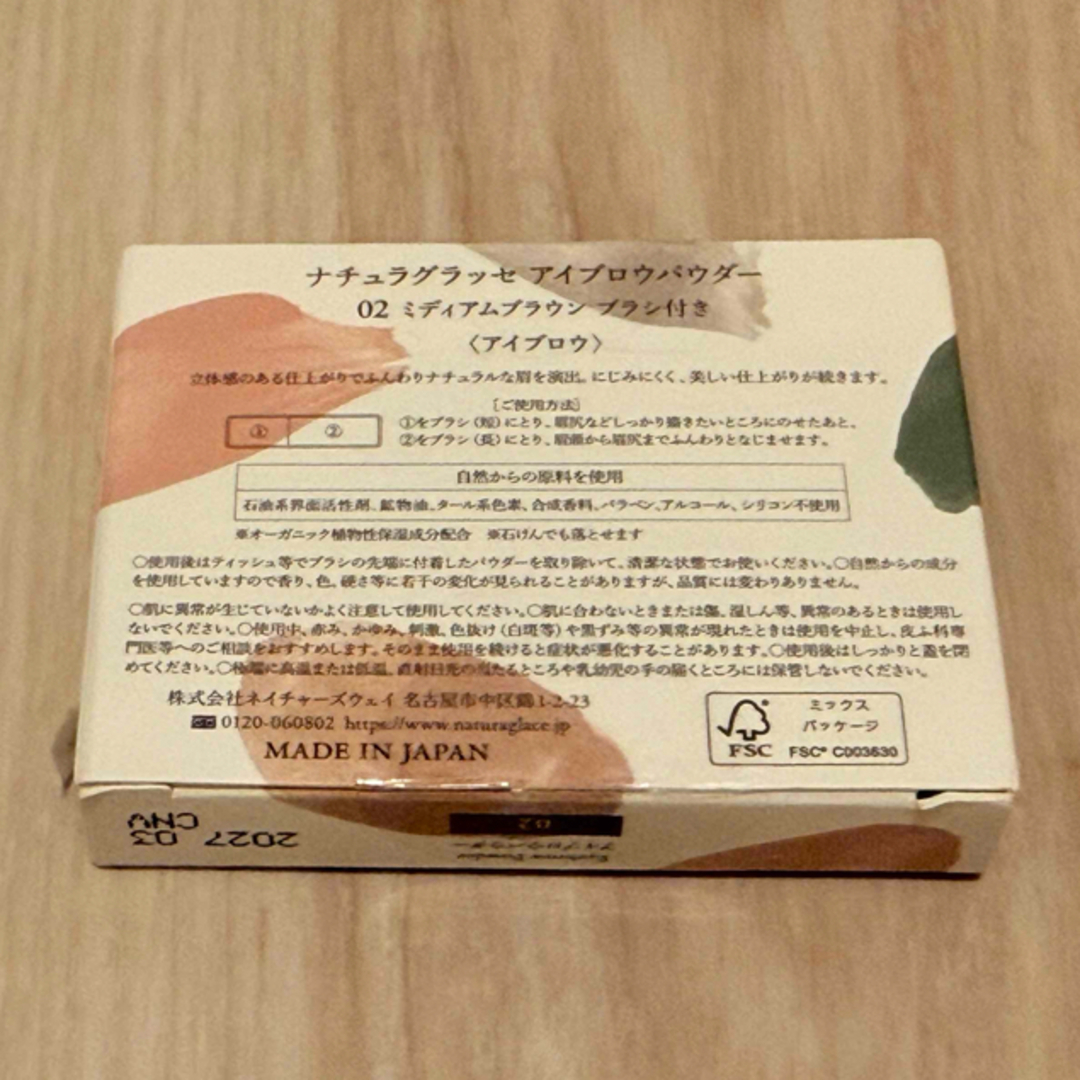 ナチュラグラッセ アイブロウパウダー
02 ミディアムブラウン ブラシ付き
〈アイブロウ〉
立体感のある仕上がりでふんわりナチュラルな眉を演出。にじみにくく、美しい仕上がりが続きます。
[ご使用方法]
① ②
①をブラシ(短)にとり、眉尻などしっかり描きたいところにのせたあと、
②をブラシ(長)にとり、眉頭から眉尻までふんわりとなじませます。
自然からの原料を使用
石油系界面活性剤、鉱物油、タール系色素、合成香料、パラベン、アルコール、シリコン不使用
※オーガニック植物性保湿成分配合 ※石けんでも落とせます
〇使用後はティッシュ等でブラシの先端に付着したパウダーを取り除いて、清潔な状態でお使いください。〇自然からの成分
を使用していますので香り、色、硬さ等に若干の変化が見られることがありますが、品質には変わりありません。
〇肌に異常が生じていないかよく注意して使用してください。〇肌に合わないときまたは傷、湿しん等、異常のあるときは使用し
ないでください。〇使用中、赤み、かゆみ、刺激、色抜け(白斑等)や黒ずみ等の異常が現れたときは使用を中止し、皮ふ科専
門医等へのご相談をおすすめします。そのまま使用を続けると症状が悪化することがあります。〇使用後はしっかりと蓋を閉
めてください。〇極端に高温または低温、直射日光の当たるところや乳幼児の手の届くところには保管しないでください。
株式会社ネイチャーズウェイ 名古屋市中区錦1-2-23
0120-060802 https://www.naturaglace.jp
MADE IN JAPAN
FSC
ミックス
パッケージ
FSC® C003630
2027 03
CNV
02
アイブロウパウダー
Eyebrow Powder